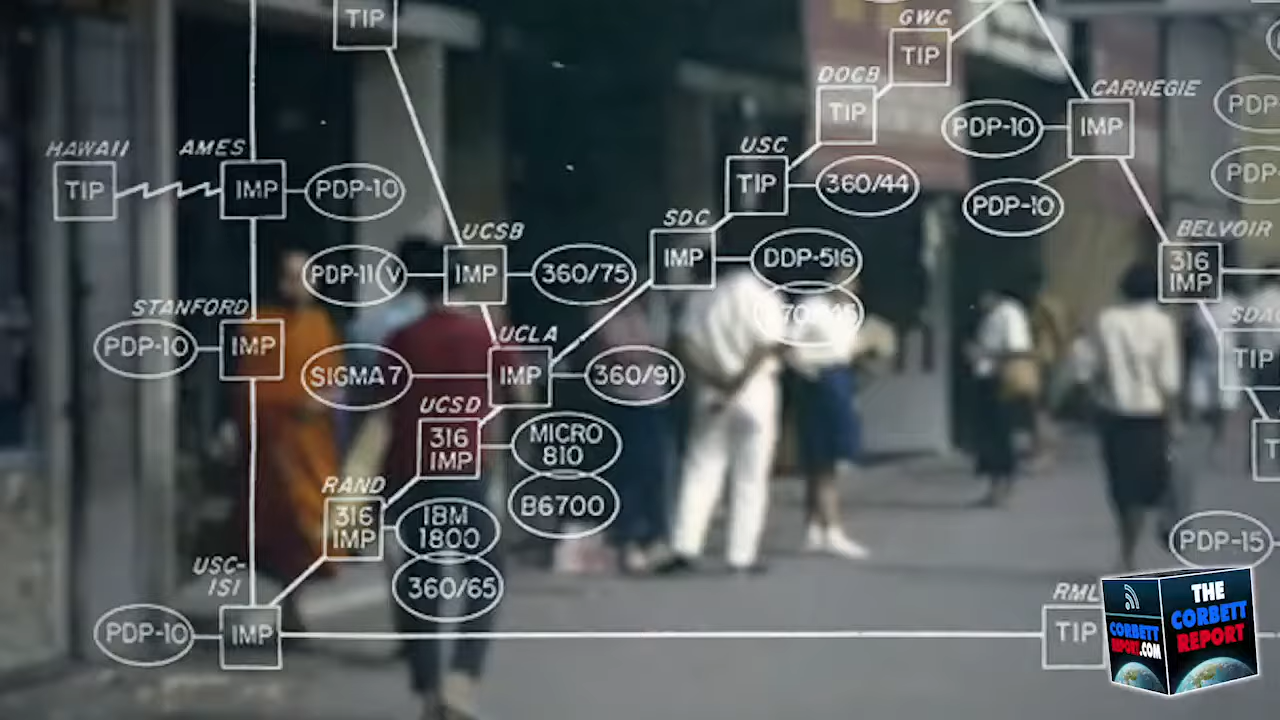 TIP
GWC
TIP
DOCB
TIP
CARNEGIE
PDP-10
IMP
PDP-10
PDP-
PDP-
HAWAII
TIP
AMES
IMP
PDP-10
USC
TIP
360/44
SDC
IMP
DDP-516
UCSB
PDP-11
V
IMP
360/75
BELVOIR
316
IMP
STANFORD
PDP-10
IMP
UCLA
SIGMA 7
IMP
360/91
TIP
UCSD
316
IMP
MICRO
810
B6700
RAND
316
IMP
IBM
1800
360/65
USC-
ISI
PDP-10
IMP
PDP-15
RML
TIP
THE
CORBETT
REPORT
CORBETT
REPORT.COM